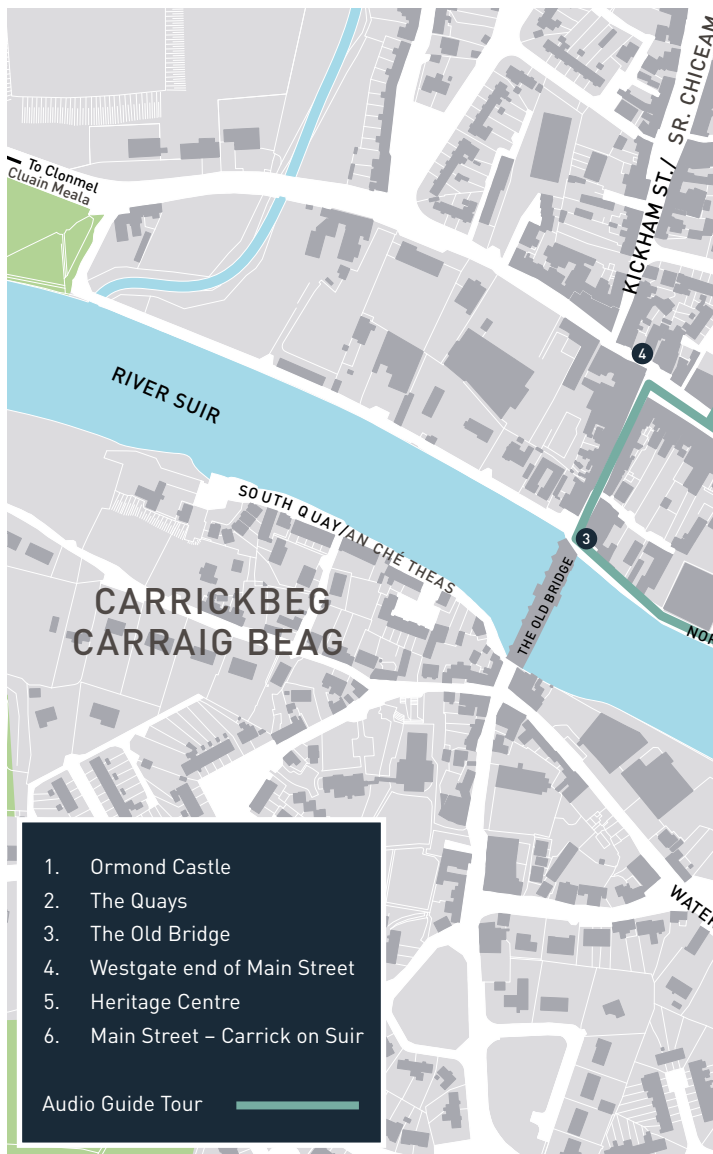 KICKHAM ST./ SR. CHICEAM
To Clonmel
Cluain Meala
4
RIVER SUIR
SOUTH QUAY/AN CHÉ THEAS
3
THE OLD BRIDGE
CARRICKBEG
CARRAIG BEAG
NOR
WATER
1. Ormond Castle
2. The Quays
3. The Old Bridge
4. Westgate end of Main Street
5. Heritage Centre
6. Main Street – Carrick on Suir
Audio Guide Tour